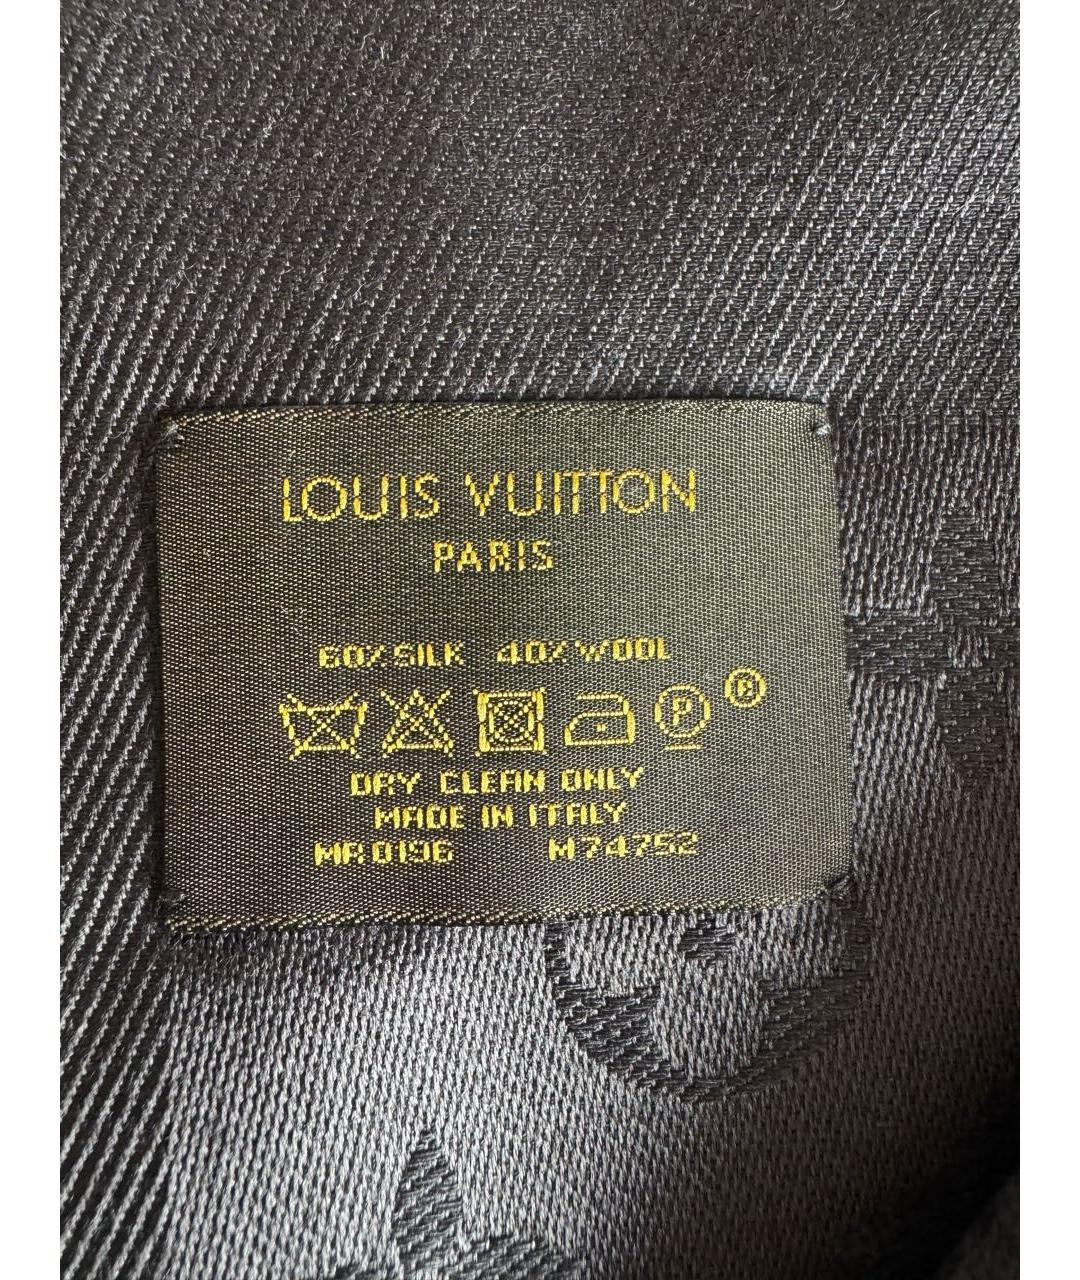 LOUIS VUITTON
PARIS
60% SILK 40% WOOL
P ®
DRY CLEAN ONLY
MADE IN ITALY
MR0196 M74752